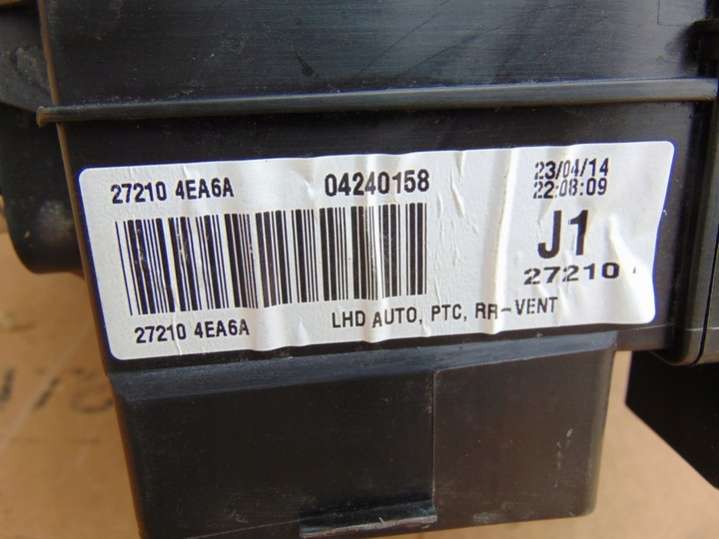 27210 4EA6A 04240158 23/04/14
22:08:09
J1
27210
27210 4EA6A LHD AUTO, PTC, RR-VENT